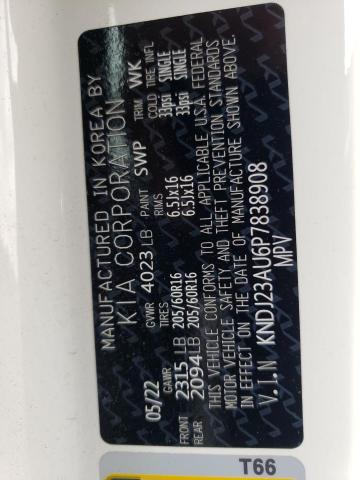 MANUFACTURED IN KOREA BY
KIA CORPORATION
05/22 GVWR 4023 LB PAINT SWP TRIM WK
GAWR TIRES RIMS COLD TIRE INFL
FRONT 2315 LB 205/60R16 6.5JX16 33psi SINGLE
REAR 2094 LB 205/60R16 6.5JX16 33psi SINGLE
THIS VEHICLE CONFORMS TO ALL APPLICABLE U.S.A. FEDERAL
MOTOR VEHICLE SAFETY AND THEFT PREVENTION STANDARDS
IN EFFECT ON THE DATE OF MANUFACTURE SHOWN ABOVE.
V.I.N KNDJ23AU6P7838908
MPV
T66